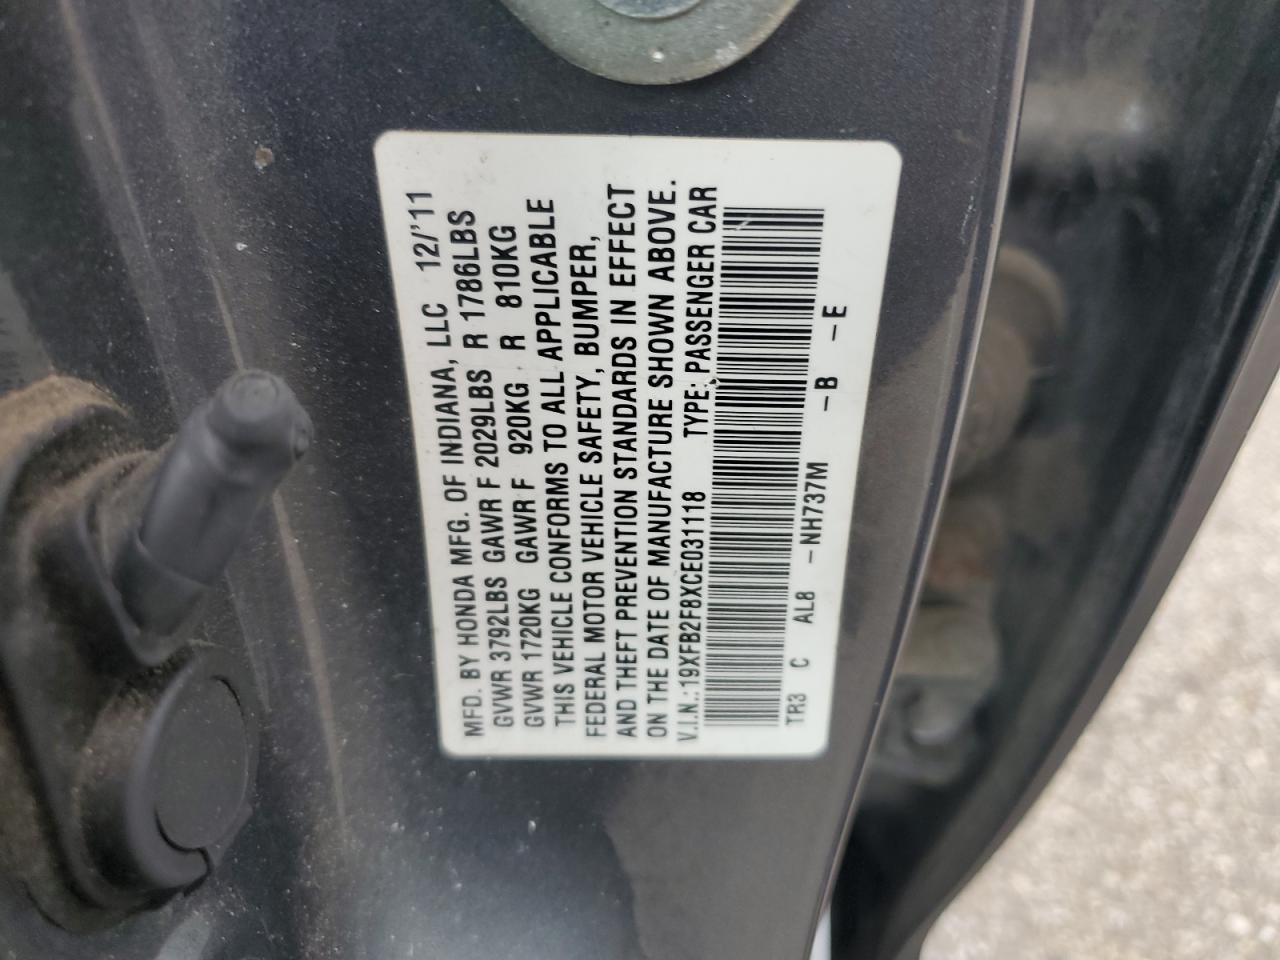 MFD. BY HONDA MFG. OF INDIANA, LLC 12/'11
GVWR 3792LBS GAWR F 2029LBS R 1786LBS
GVWR 1720KG GAWR F 920KG R 810KG
THIS VEHICLE CONFORMS TO ALL APPLICABLE
FEDERAL MOTOR VEHICLE SAFETY, BUMPER,
AND THEFT PREVENTION STANDARDS IN EFFECT
ON THE DATE OF MANUFACTURE SHOWN ABOVE.
V.I.N.:19XFB2F8XCE031118 TYPE: PASSENGER CAR
TR3 C AL8 -NH737M -B -E